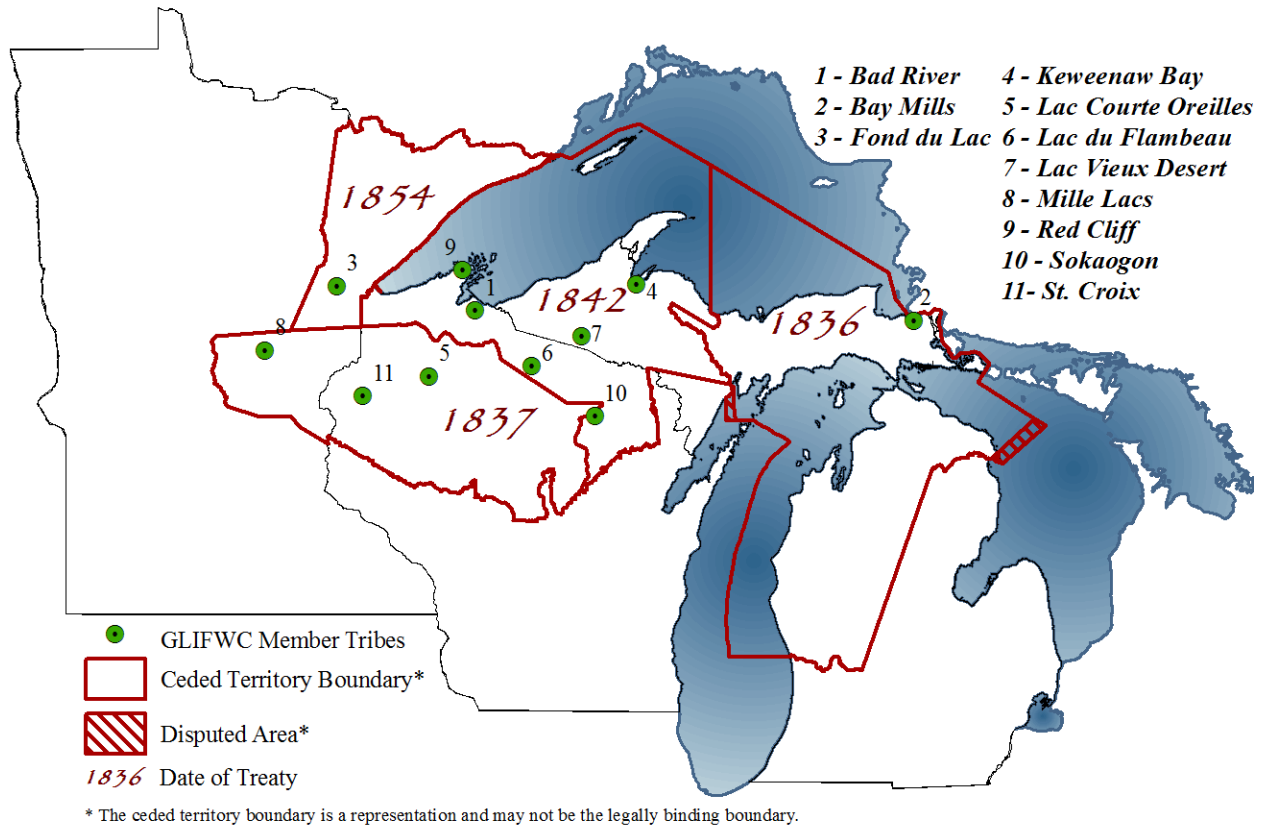 1 - Bad River
2 - Bay Mills
3 - Fond du Lac
4 - Keweenaw Bay
5 - Lac Courte Oreilles
6 - Lac du Flambeau
7 - Lac Vieux Desert
8 - Mille Lacs
9 - Red Cliff
10 - Sokaogon
11- St. Croix
1854
3
9
1
1842
4
2
1836
8
7
5
6
11
10
1837
GLIFWC Member Tribes
Ceded Territory Boundary*
Disputed Area*
1836 Date of Treaty
* The ceded territory boundary is a representation and may not be the legally binding boundary.